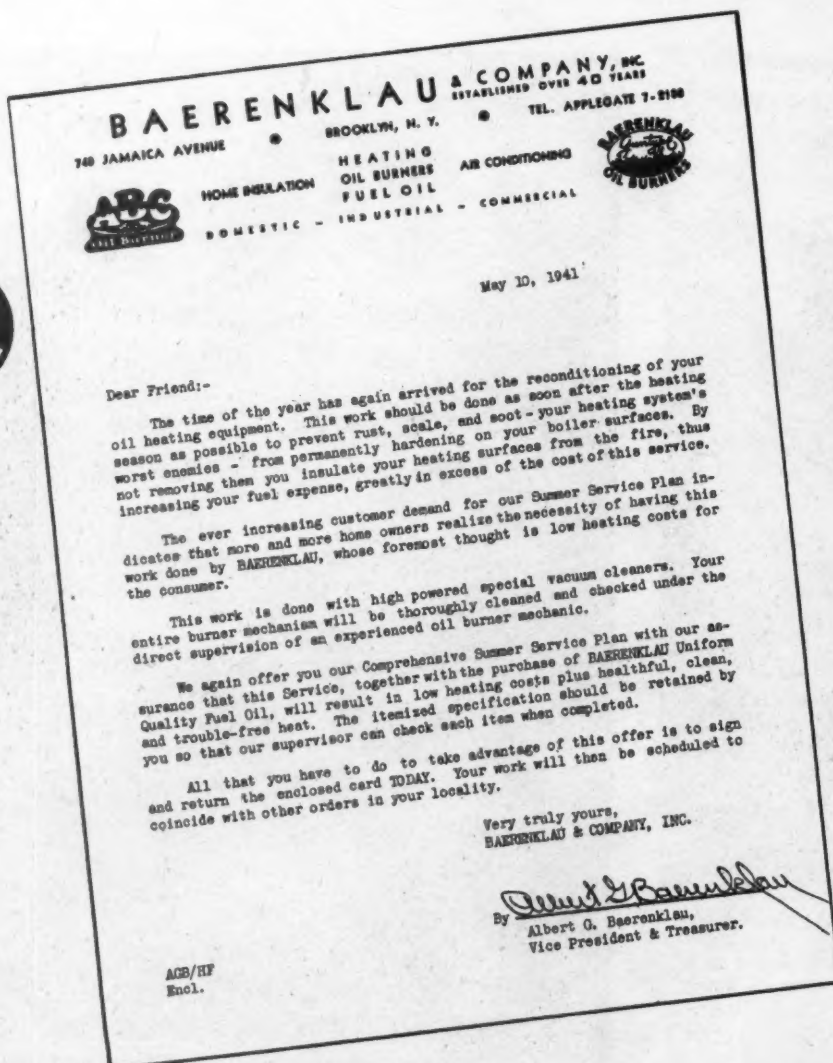 BAERENKLAU & COMPANY, INC.
ESTABLISHED OVER 40 YEARS
740 JAMAICA AVENUE • BROOKLYN, N. Y. • TEL. APPLEGATE 7-2100
HEATING
HOME INSULATION OIL BURNERS AIR CONDITIONING
FUEL OIL
DOMESTIC - INDUSTRIAL - COMMERCIAL
ABC
Oil Burner
BAERENKLAU
OIL BURNERS
May 10, 1941
Dear Friend:-
The time of the year has again arrived for the reconditioning of your
oil heating equipment. This work should be done as soon after the heating
season as possible to prevent rust, scale, and soot - your heating system's
worst enemies - from permanently hardening on your boiler surfaces. By
not removing them you insulate your heating surfaces from the fire, thus
increasing your fuel expense, greatly in excess of the cost of this service.
The ever increasing customer demand for our Summer Service Plan in-
dicates that more and more home owners realize the necessity of having this
work done by BAERENKLAU, whose foremost thought is low heating costs for
the consumer.
This work is done with high powered special vacuum cleaners. Your
entire burner mechanism will be thoroughly cleaned and checked under the
direct supervision of an experienced oil burner mechanic.
We again offer you our Comprehensive Summer Service Plan with our as-
surance that this Service, together with the purchase of BAERENKLAU Uniform
Quality Fuel Oil, will result in low heating costs plus healthful, clean,
and trouble-free heat. The itemized specification should be retained by
you so that our supervisor can check each item when completed.
All that you have to do to take advantage of this offer is to sign
and return the enclosed card TODAY. Your work will then be scheduled to
coincide with other orders in your locality.
Very truly yours,
BAERENKLAU & COMPANY, INC.
By Albert G Baerenklau
Albert G. Baerenklau,
Vice President & Treasurer.
AGB/HF
Encl.